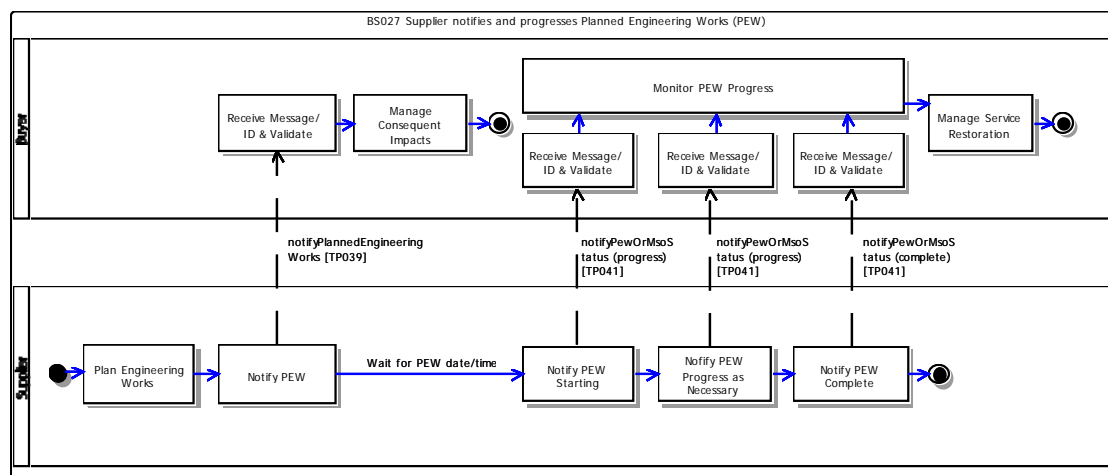 BS027 Supplier notifies and progresses Planned Engineering Works (PEW)
Buyer
Receive Message/
ID & Validate
Manage
Consequent
Impacts
Monitor PEW Progress
Receive Message/
ID & Validate
Receive Message/
ID & Validate
Receive Message/
ID & Validate
Manage Service
Restoration
notifyPlannedEngineering
Works [TP039]
notifyPewOrMsoS
tatus (progress)
[TP041]
notifyPewOrMsoS
tatus (progress)
[TP041]
notifyPewOrMsoS
tatus (complete)
[TP041]
Supplier
Plan Engineering
Works
Notify PEW
Wait for PEW date/time
Notify PEW
Starting
Nofify PEW
Progress as
Necessary
Notify PEW
Complete